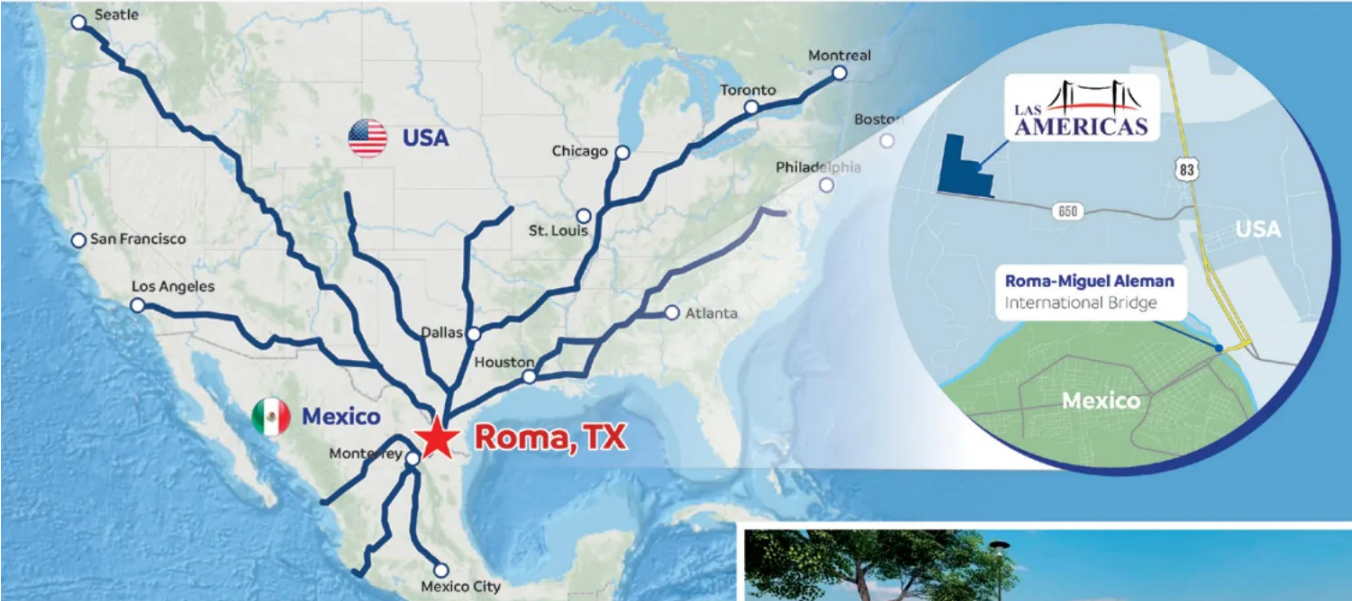 Seatle
Montreal
Toronto
Boston
Chicago
Philadelphia
USA
St. Louis
San Francisco
Los Angeles
Atlanta
Dallas
Houston
Mexico
Roma, TX
Monterrey
Mexico City
LAS
AMERICAS
83
650
USA
Roma-Miguel Aleman
International Bridge
Mexico